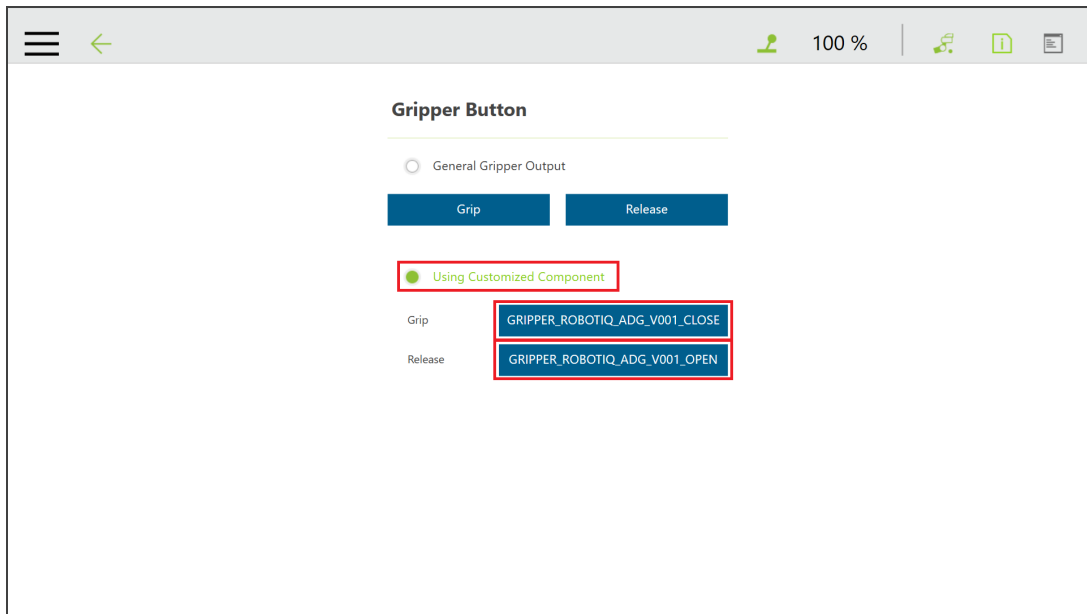 100 %
Gripper Button
General Gripper Output
Grip Release
Using Customized Component
Grip GRIPPER_ROBOTIQ_ADG_V001_CLOSE
Release GRIPPER_ROBOTIQ_ADG_V001_OPEN